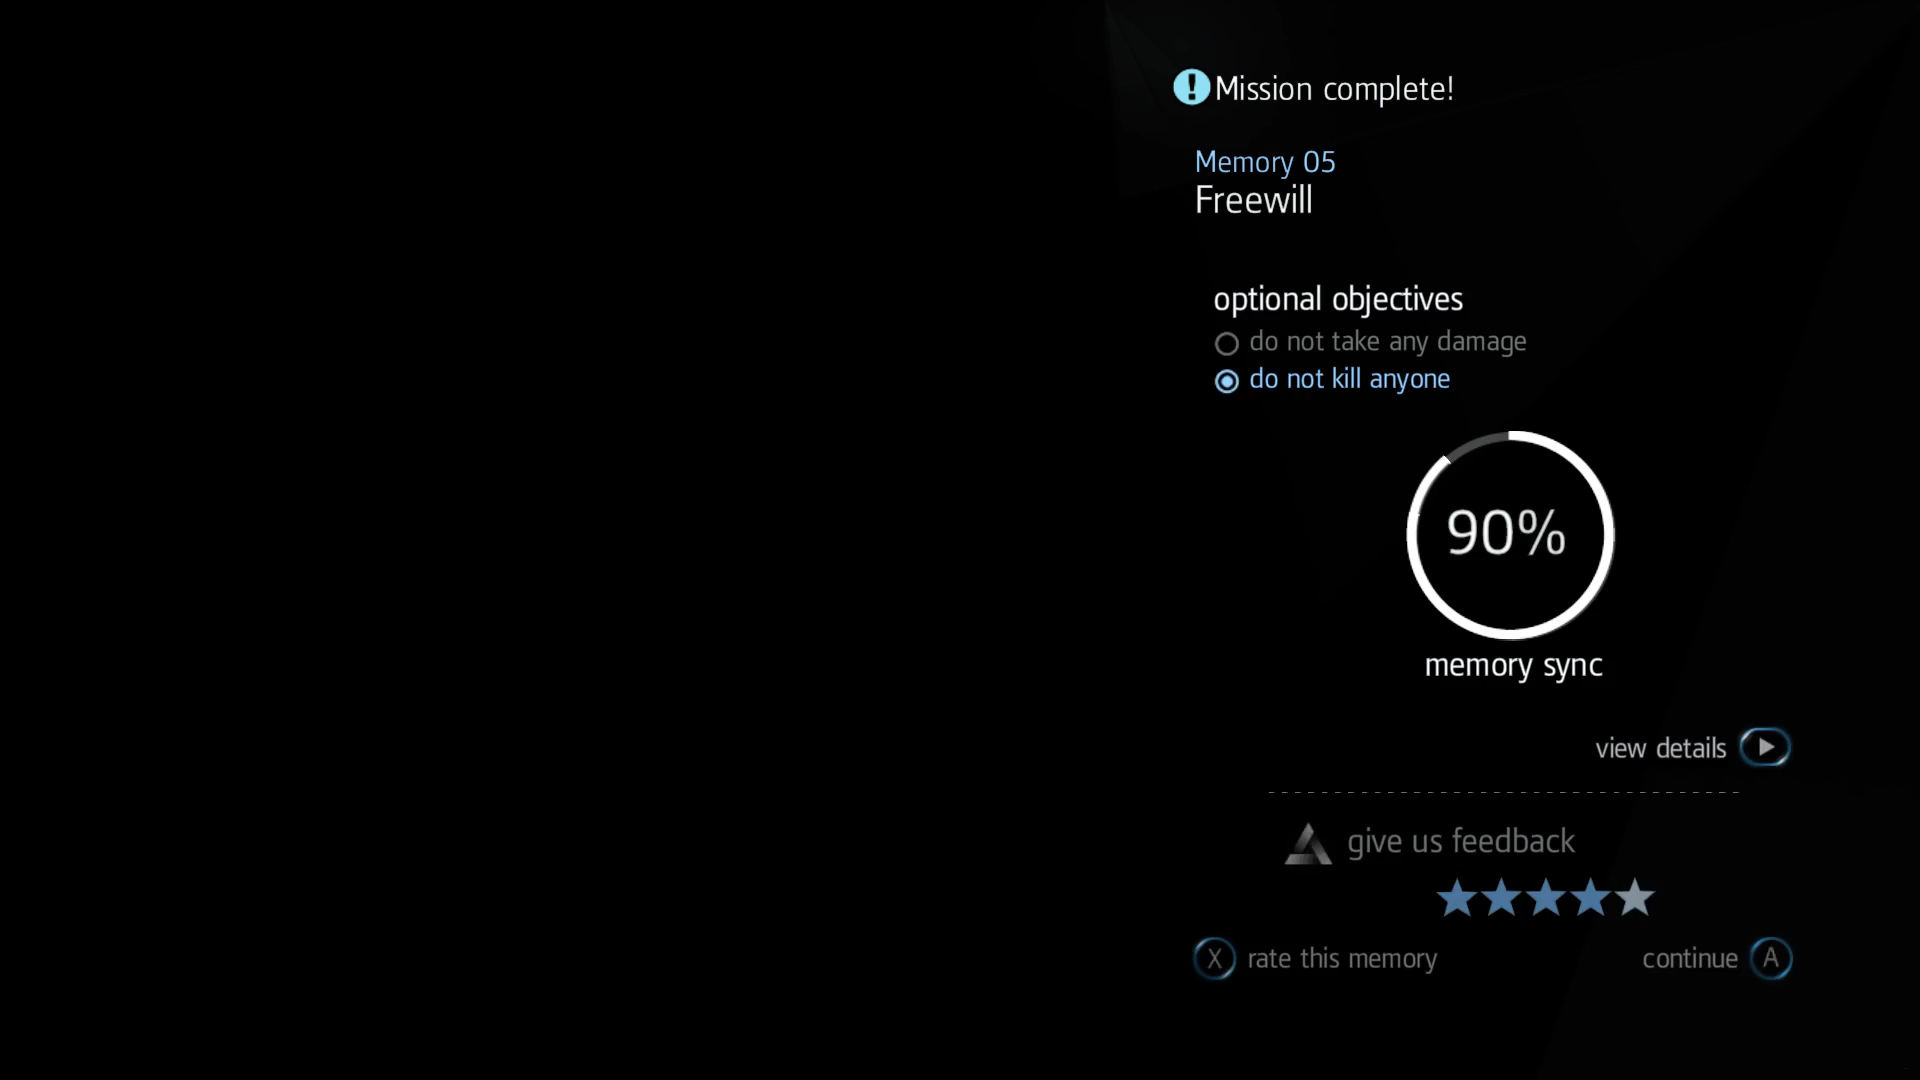 ! Mission complete!
Memory 05
Freewill
optional objectives
do not take any damage
do not kill anyone
90%
memory sync
view details
give us feedback
X rate this memory continue A